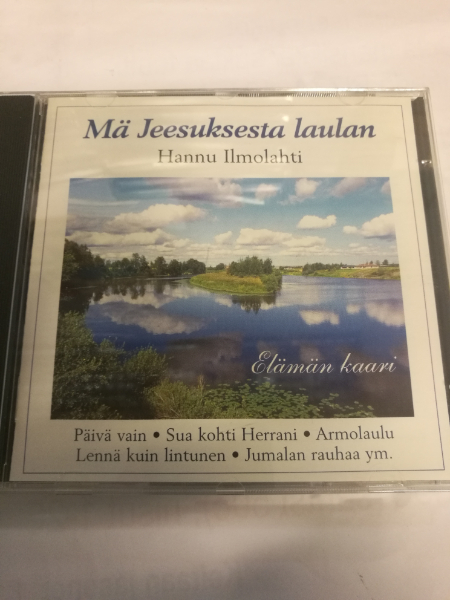 Mä Jeesuksesta laulan
Hannu Ilmolahti
Elämän kaari
Päivä vain • Sua kohti Herrani • Armolaulu
Lennä kuin lintunen • Jumalan rauhaa ym.